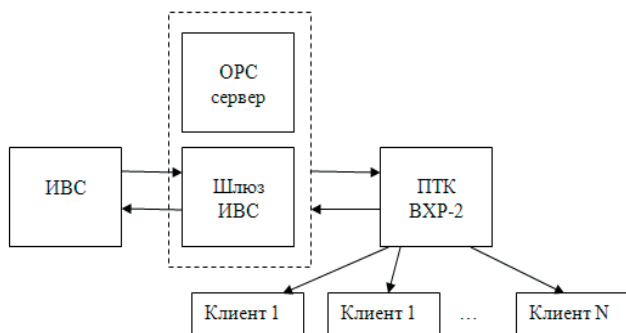 ОРС
сервер
ИВС
Шлюз
ИВС
ПТК
ВХР-2
Клиент 1
Клиент 1
...
Клиент N